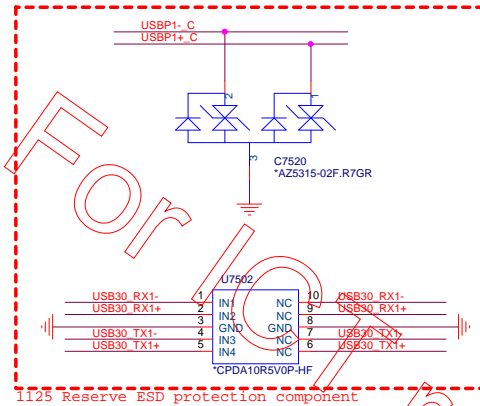 USBP1-_C
USBP1+_C
2
1
3
C7520
*AZ5315-02F.R7GR
For
U7502
USB30_RX1- 1 IN1 NC 10 USB30_RX1-
USB30_RX1+ 2 IN2 NC 9 USB30_RX1+
3 GND GND 8
USB30_TX1- 4 IN3 NC 7 USB30_TX1-
USB30_TX1+ 5 IN4 NC 6 USB30_TX1+
*CPDA10R5V0P-HF
1125 Reserve ESD protection component